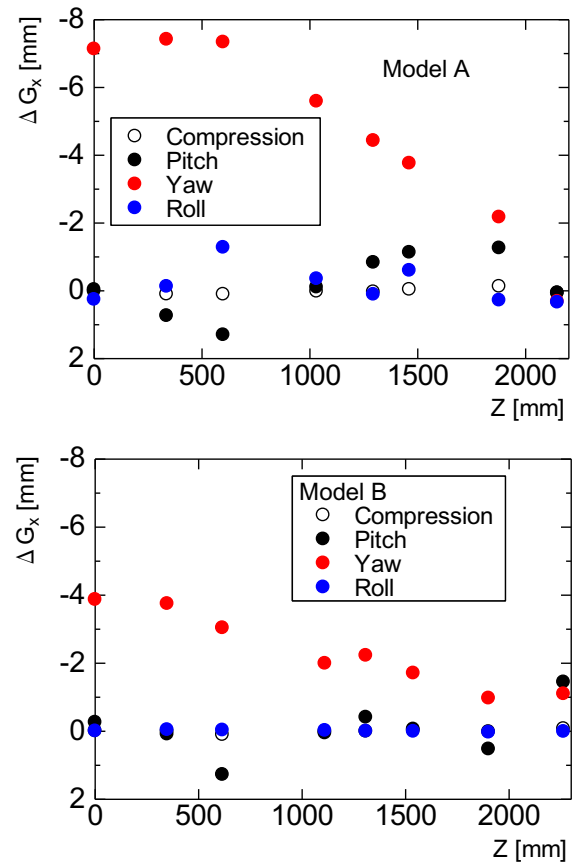 -8
-6
-4
-2
0
2
Δ Gₓ [mm]
Model A
Compression
Pitch
Yaw
Roll
0 500 1000 1500 2000
Z [mm]
-8
-6
-4
-2
0
2
Δ Gₓ [mm]
Model B
Compression
Pitch
Yaw
Roll
0 500 1000 1500 2000
Z [mm]